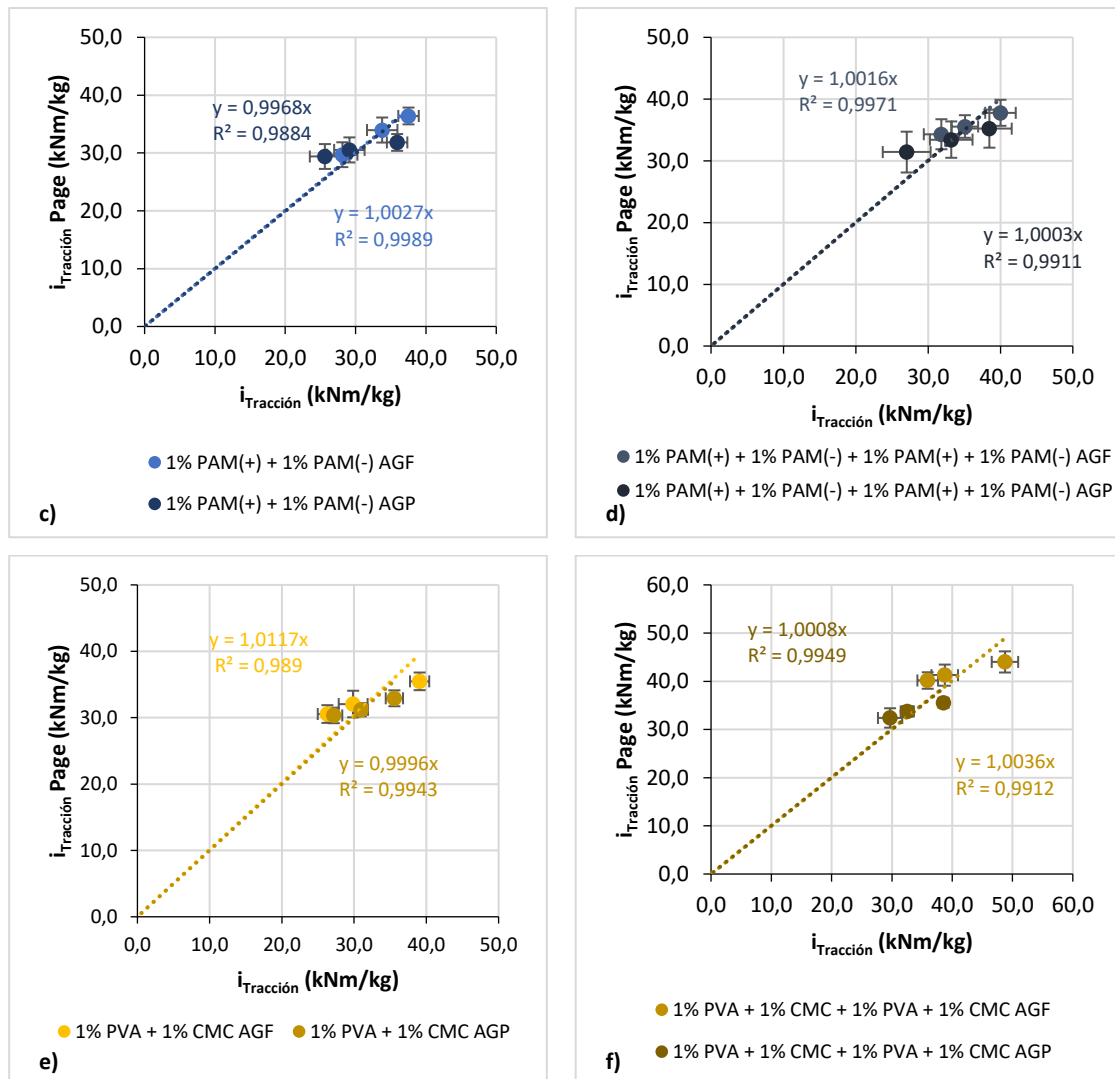 50,0
40,0
30,0
20,0
10,0
0,0
iTracción Page (kNm/kg)
y = 0,9968x
R² = 0,9884
y = 1,0027x
R² = 0,9989
0,0 10,0 20,0 30,0 40,0 50,0
iTracción (kNm/kg)
1% PAM(+) + 1% PAM(-) AGF
1% PAM(+) + 1% PAM(-) AGP
c)
50,0
40,0
30,0
20,0
10,0
0,0
iTracción Page (kNm/kg)
y = 1,0016x
R² = 0,9971
y = 1,0003x
R² = 0,9911
0,0 10,0 20,0 30,0 40,0 50,0
iTracción (kNm/kg)
1% PAM(+) + 1% PAM(-) + 1% PAM(+) + 1% PAM(-) AGF
1% PAM(+) + 1% PAM(-) + 1% PAM(+) + 1% PAM(-) AGP
d)
50,0
40,0
30,0
20,0
10,0
0,0
iTracción Page (kNm/kg)
y = 1,0117x
R² = 0,989
y = 0,9996x
R² = 0,9943
0,0 10,0 20,0 30,0 40,0 50,0
iTracción (kNm/kg)
1% PVA + 1% CMC AGF 1% PVA + 1% CMC AGP
e)
60,0
50,0
40,0
30,0
20,0
10,0
0,0
iTracción Page (kNm/kg)
y = 1,0008x
R² = 0,9949
y = 1,0036x
R² = 0,9912
0,0 10,0 20,0 30,0 40,0 50,0 60,0
iTracción (kNm/kg)
1% PVA + 1% CMC + 1% PVA + 1% CMC AGF
1% PVA + 1% CMC + 1% PVA + 1% CMC AGP
f)